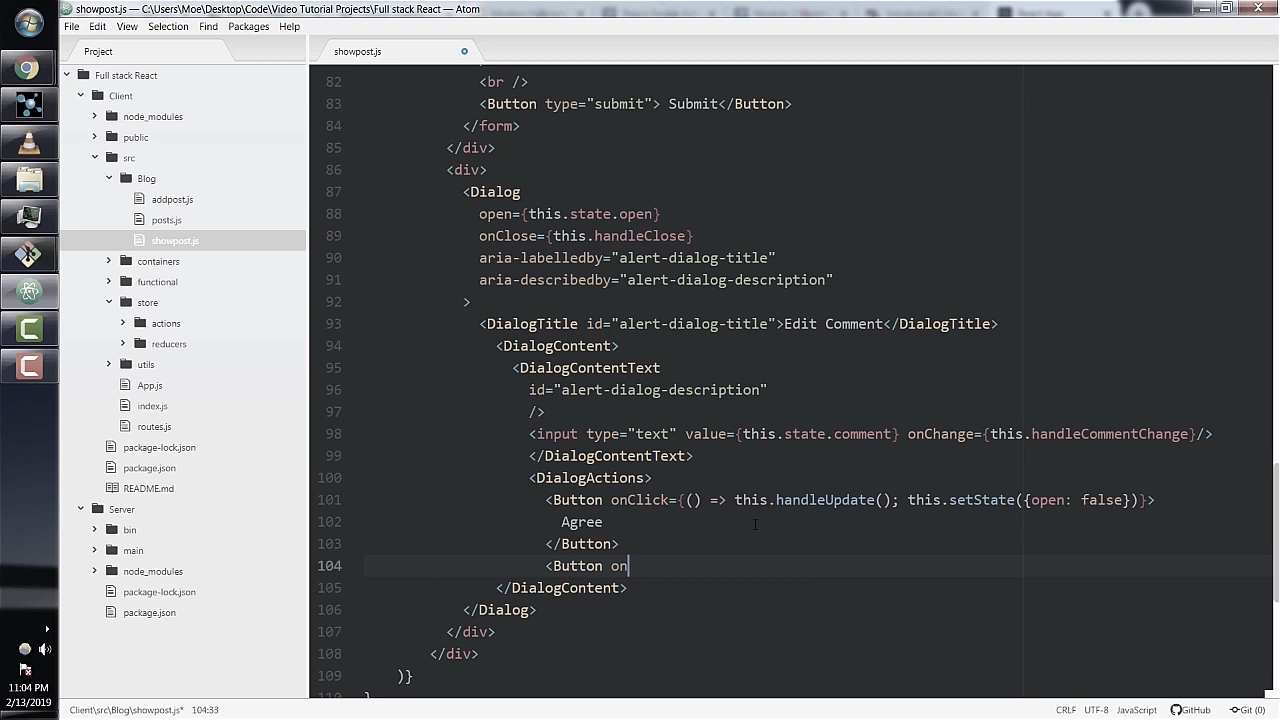 showpost.js — C:\Users\Moe\Desktop\Code\Video Tutorial Projects\Full stack React — Atom
File Edit View Selection Find Packages Help
Project
showpost.js
Full stack React
Client
node_modules
public
src
Blog
addpost.js
posts.js
showpost.js
containers
functional
store
actions
reducers
utils
App.js
index.js
routes.js
package-lock.json
package.json
README.md
Server
bin
main
node_modules
package-lock.json
package.json
82 <br />
83 <Button type="submit"> Submit</Button>
84 </form>
85 </div>
86 <div>
87 <Dialog
88 open={this.state.open}
89 onClose={this.handleClose}
90 aria-labelledby="alert-dialog-title"
91 aria-describedby="alert-dialog-description"
92 >
93 <DialogTitle id="alert-dialog-title">Edit Comment</DialogTitle>
94 <DialogContent>
95 <DialogContentText
96 id="alert-dialog-description"
97 />
98 <input type="text" value={this.state.comment} onChange={this.handleCommentChange}/>
99 </DialogContentText>
100 <DialogActions>
101 <Button onClick={() => this.handleUpdate(); this.setState({open: false})}>
102 Agree
103 </Button>
104 <Button on
105 </DialogContent>
106 </Dialog>
107 </div>
108 </div>
109 )}
110 }
11:04 PM
2/13/2019
Client\src\Blog\showpost.js* 104:33
CRLF UTF-8 JavaScript GitHub Git (0)